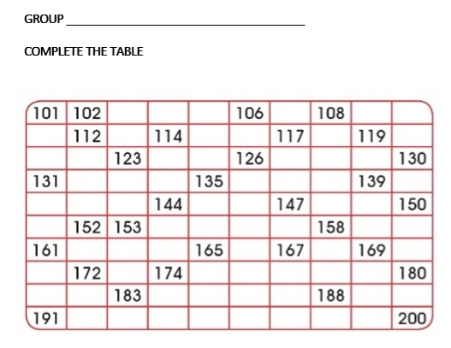 GROUP ____________________
COMPLETE THE TABLE
101 102 106 108
112 114 117 119
123 126 130
131 135 139
144 147 150
152 153 158
161 165 167 169
172 174 180
183 188
191 200